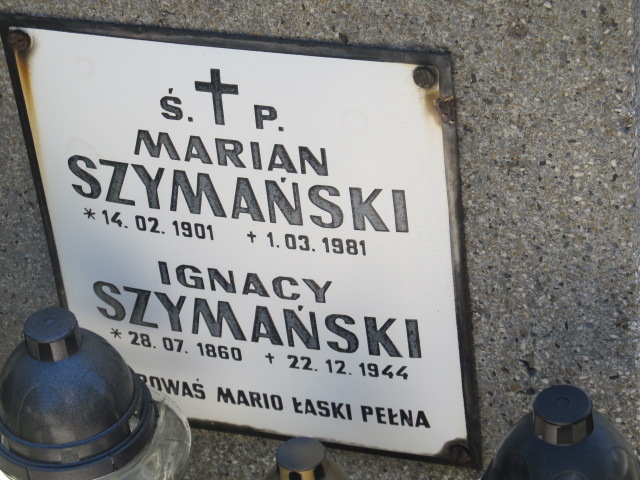 Ś. P.
MARIAN
SZYMAŃSKI
* 14. 02. 1901 + 1. 03. 1981
IGNACY
SZYMAŃSKI
* 28. 07. 1860 + 22. 12. 1944
MARIO ŁASKI PEŁNA